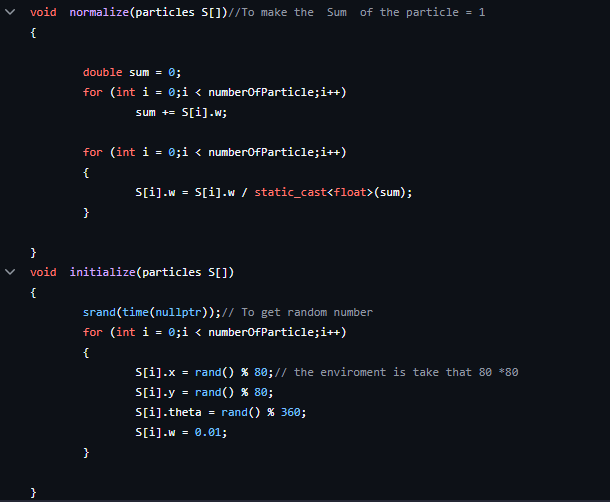 void  normalize(particles S[])//To make the  Sum  of the particle = 1
{
double sum = 0;
for (int i = 0;i < numberOfParticle;i++)
sum += S[i].w;
for (int i = 0;i < numberOfParticle;i++)
{
S[i].w = S[i].w / static_cast<float>(sum);
}
}
void  initialize(particles S[])
{
srand(time(nullptr));// To get random number
for (int i = 0;i < numberOfParticle;i++)
{
S[i].x = rand() % 80;// the enviroment is take that 80 *80
S[i].y = rand() % 80;
S[i].theta = rand() % 360;
S[i].w = 0.01;
}
}